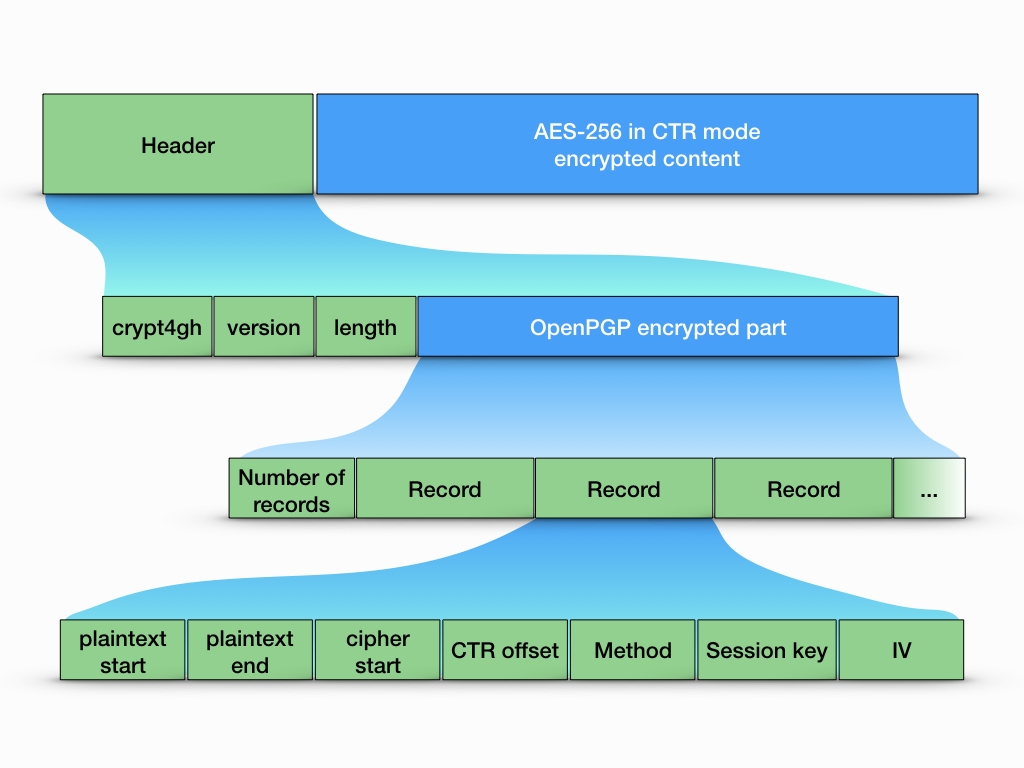 Header
AES-256 in CTR mode
encrypted content
crypt4gh
version
length
OpenPGP encrypted part
Number of
records
Record
Record
Record
...
plaintext
start
plaintext
end
cipher
start
CTR offset
Method
Session key
IV